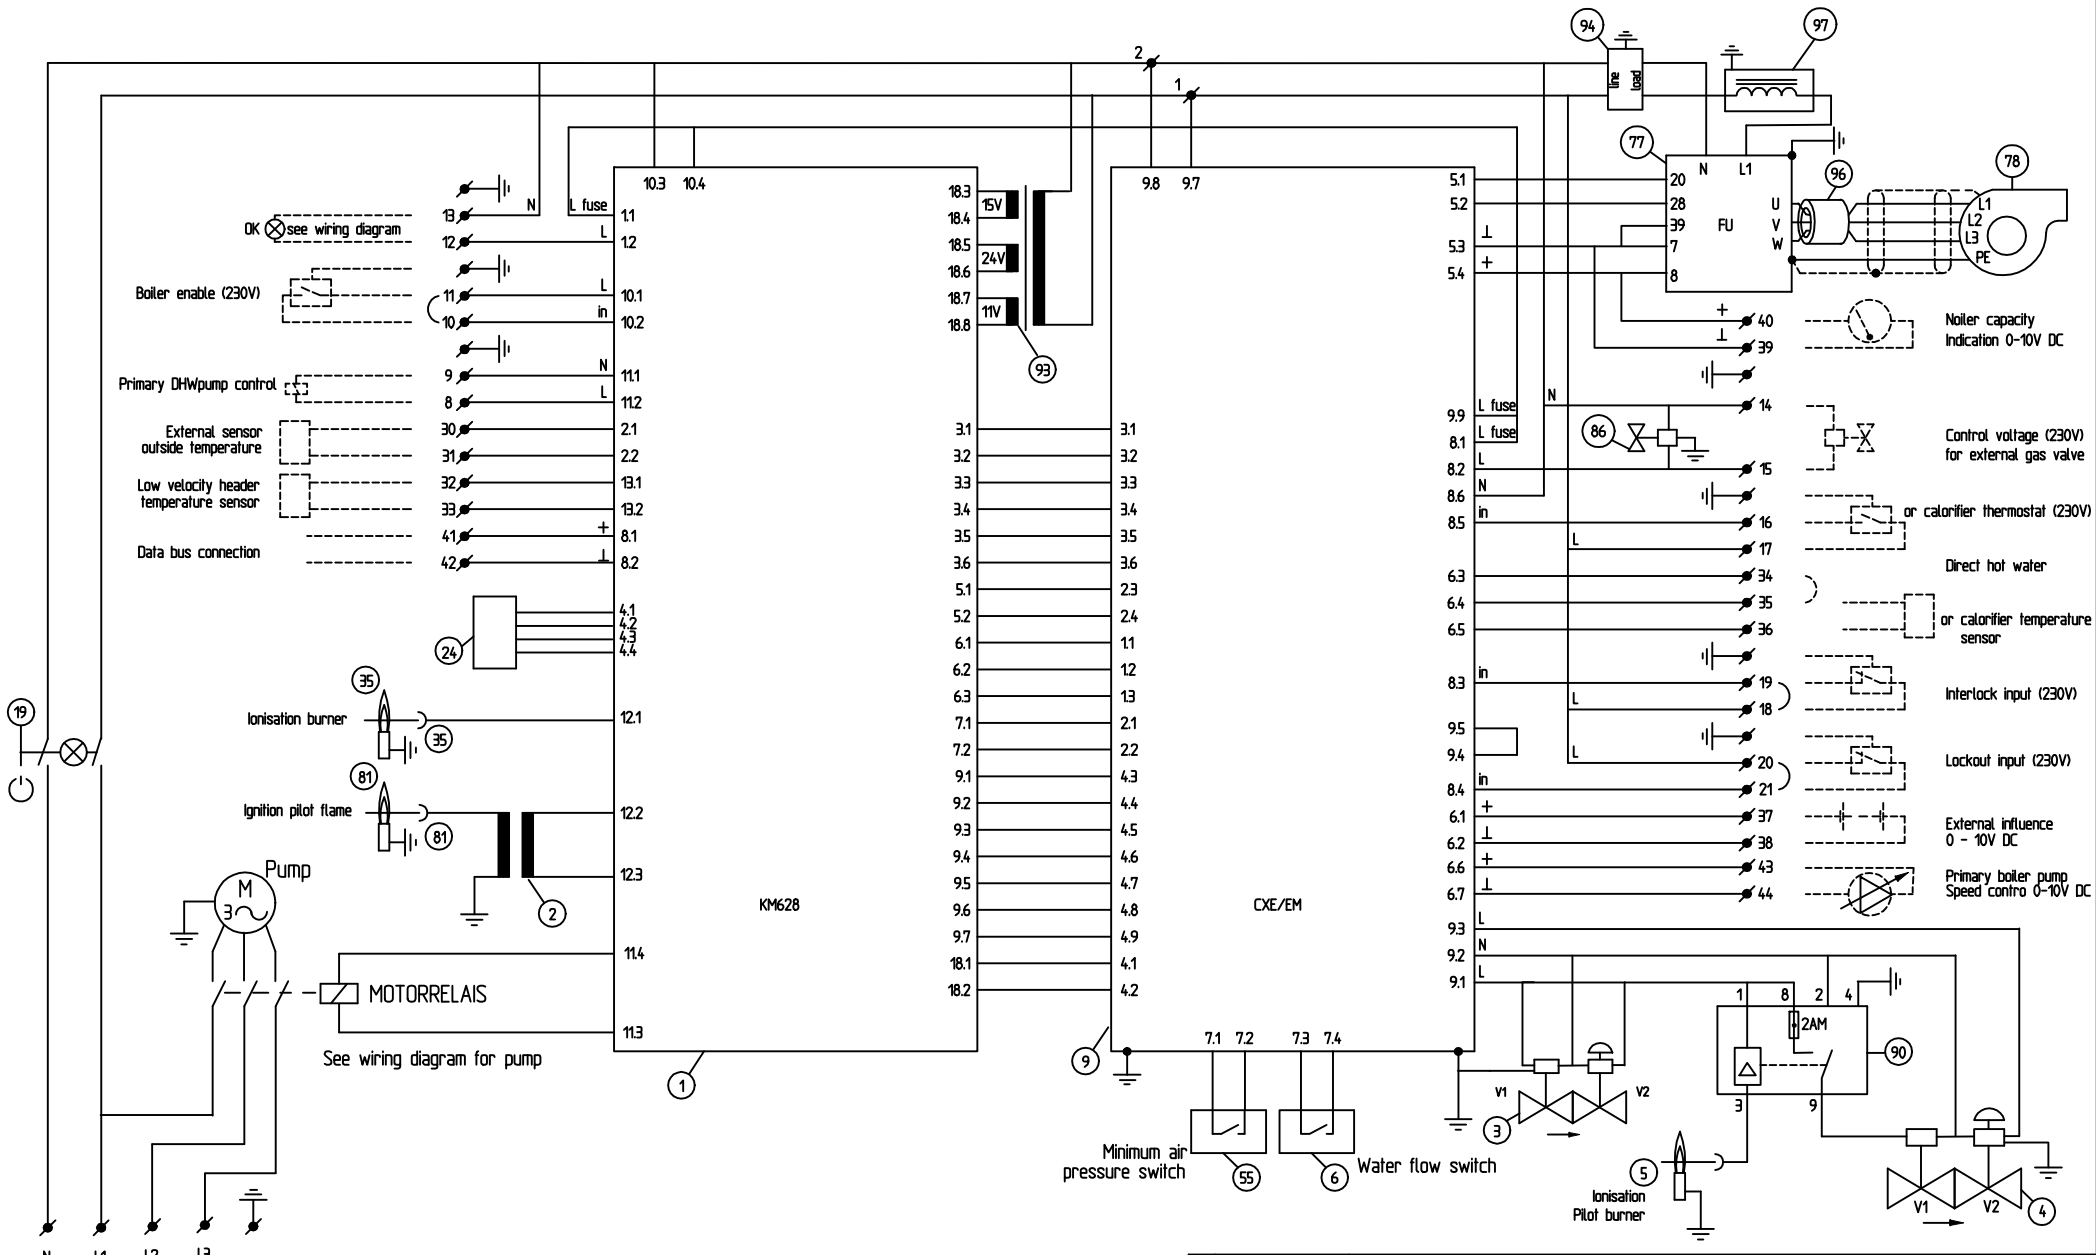 94
97
2
1
line
load
77
N
L1
96
78
10.3
10.4
9.8
9.7
N
L fuse
13
1.1
OK
see wiring diagram
12
L
1.2
Boiler enable (230V)
11
L
10.1
10
in
10.2
9
N
11.1
Primary DHWpump control
8
L
11.2
External sensor
outside temperature
30
2.1
31
2.2
Low velocity header
temperature sensor
32
13.1
33
13.2
Data bus connection
41
+
8.1
42
⊥
8.2
4.1
4.2
4.3
4.4
24
35
Ionisation burner
35
12.1
19
81
Ignition pilot flame
81
12.2
12.3
2
Pump
M
3
11.4
MOTORRELAIS
11.3
See wiring diagram for pump
KM628
1
18.3
15V
18.4
18.5
24V
18.6
18.7
11V
18.8
93
3.1
3.1
3.2
3.2
3.3
3.3
3.4
3.4
3.5
3.5
3.6
3.6
5.1
2.3
5.2
2.4
6.1
1.1
6.2
1.2
6.3
1.3
7.1
2.1
7.2
2.2
9.1
4.3
9.2
4.4
9.3
4.5
9.4
4.6
9.5
4.7
9.6
4.8
9.7
4.9
18.1
4.1
18.2
4.2
CXE/EM
9
7.1
7.2
7.3
7.4
Minimum air
pressure switch
55
6
Water flow switch
5.1
20
5.2
28
39
5.3
⊥
7
5.4
+
8
FU
U
V
W
L1
L2
L3
PE
+
40
⊥
39
Noiler capacity
Indication 0-10V DC
N
14
9.9
L fuse
8.1
L fuse
86
8.2
L
15
Control voltage (230V)
for external gas valve
8.6
N
8.5
in
16
L
17
or calorifier thermostat (230V)
Direct hot water
6.3
34
6.4
35
6.5
36
or calorifier temperature
sensor
8.3
in
19
L
18
Interlock input (230V)
9.5
9.4
L
20
Lockout input (230V)
8.4
in
21
6.1
+
37
6.2
⊥
38
External influence
0 - 10V DC
6.6
+
43
6.7
⊥
44
Primary boiler pump
Speed contro 0-10V DC
9.3
L
9.2
N
9.1
L
1
8
2
4
2AM
90
3
9
V1
V2
3
5
Ionisation
Pilot burner
V1
V2
4
N
L1
L2
L3